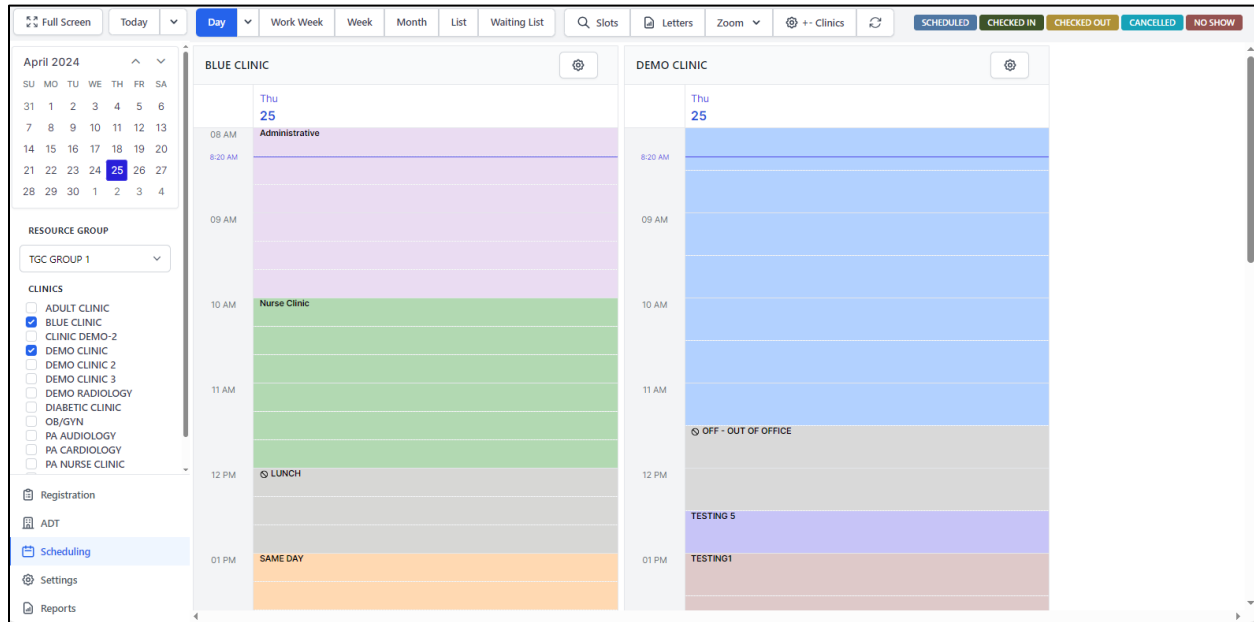 Full Screen Today Day Work Week Week Month List Waiting List Slots Letters Zoom +- Clinics SCHEDULED CHECKED IN CHECKED OUT CANCELLED NO SHOW
April 2024
SU MO TU WE TH FR SA
31 1 2 3 4 5 6
7 8 9 10 11 12 13
14 15 16 17 18 19 20
21 22 23 24 25 26 27
28 29 30 1 2 3 4
RESOURCE GROUP
TGC GROUP 1
CLINICS
ADULT CLINIC
BLUE CLINIC
CLINIC DEMO-2
DEMO CLINIC
DEMO CLINIC 2
DEMO CLINIC 3
DEMO RADIOLOGY
DIABETIC CLINIC
OB/GYN
PA AUDIOLOGY
PA CARDIOLOGY
PA NURSE CLINIC
Registration
ADT
Scheduling
Settings
Reports
BLUE CLINIC
Thu
25
08 AM Administrative
8:20 AM
09 AM
10 AM Nurse Clinic
11 AM
12 PM LUNCH
01 PM SAME DAY
DEMO CLINIC
Thu
25
8:20 AM
09 AM
10 AM
11 AM
OFF - OUT OF OFFICE
12 PM
TESTING 5
01 PM TESTING1